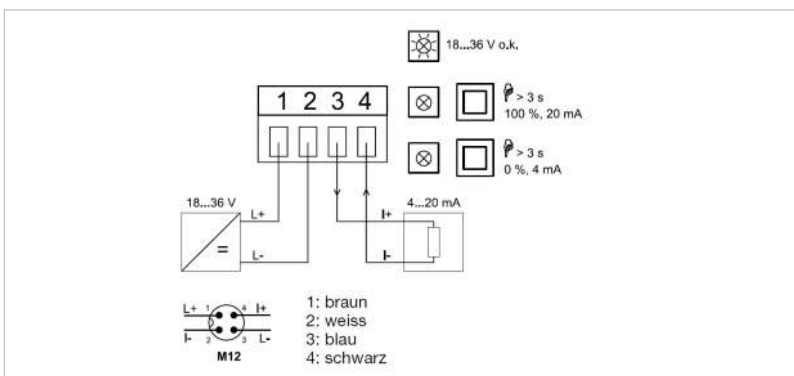 18...36 V o.k.
1 2 3 4
> 3 s
100 %, 20 mA
> 3 s
0 %, 4 mA
18...36 V
4...20 mA
L+
I+
=
L-
I-
L+ 1 4 I+
I- 2 3 L-
M12
1: braun
2: weiss
3: blau
4: schwarz